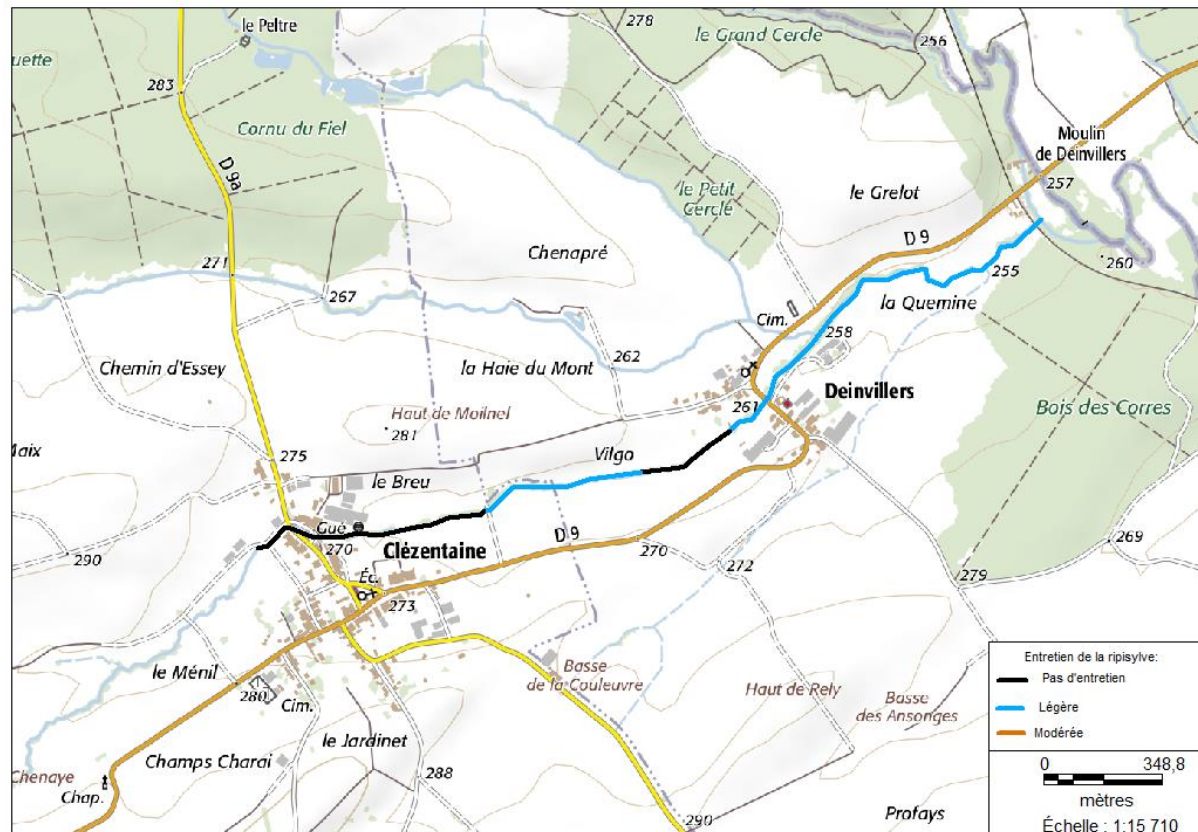 le Peltre
278
le Grand Cercle
256
uette
283
Cornu du Fiel
D 9a
Moulin
de Deinvillers
257
le Petit
Cercle
le Grelot
D 9
Chenapré
271
267
255
260
la Quemine
Cim.
258
Chemin d'Essey
la Haie du Mont
262
Deinvillers
261
Haut de Moilnel
281
Bois des Corres
Maix
275
Vilgo
le Breu
Gué
270
Clézentaine
D 9
270
269
290
272
279
Éc.
273
le Ménil
280
Cim.
Basse
de la Couleuvre
Haut de Rely
Basse
des Ansonges
le Jardinet
Champs Charai
Chenaye
Chap.
288
290
Profays
Entretien de la ripisylve:
Pas d'entretien
Légère
Modérée
0 348,8
mètres
Échelle : 1:15 710